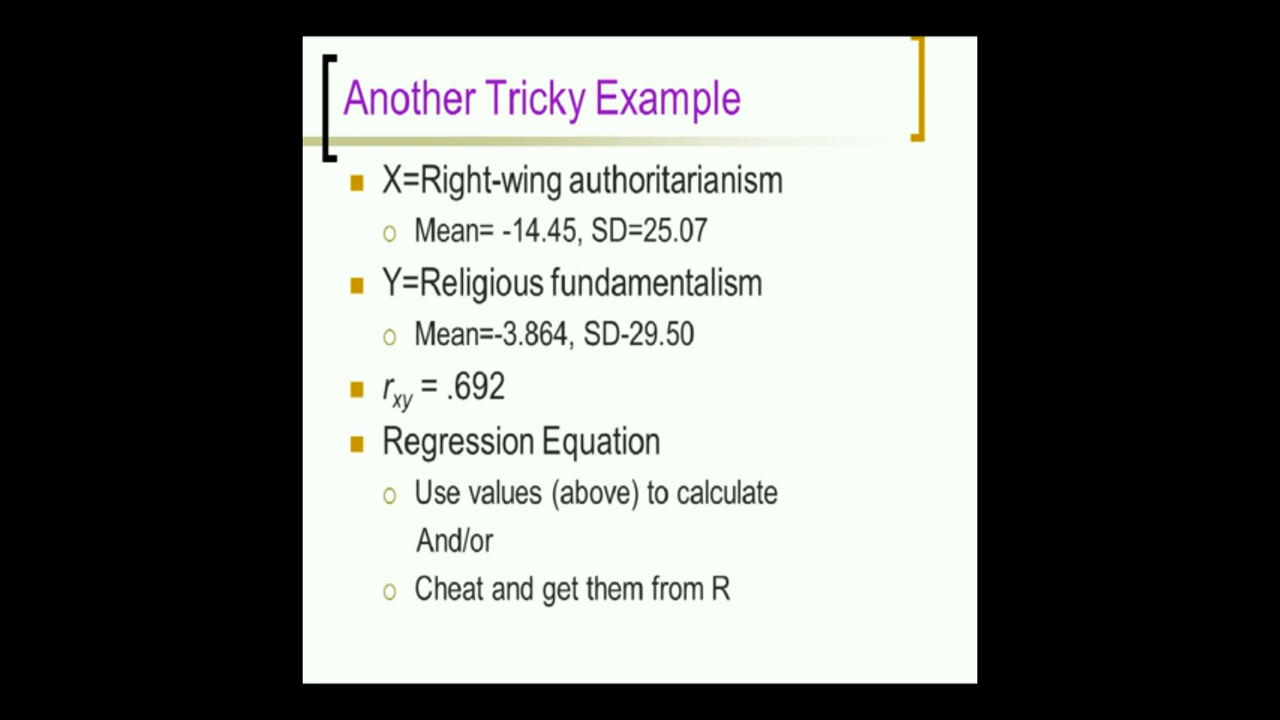 Another Tricky Example
X=Right-wing authoritarianism
Mean= -14.45, SD=25.07
Y=Religious fundamentalism
Mean=-3.864, SD-29.50
rxy = .692
Regression Equation
Use values (above) to calculate
And/or
Cheat and get them from R